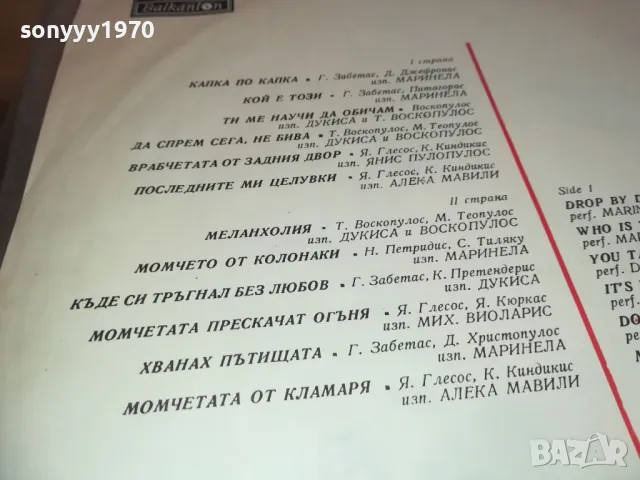 sonyyy1970
Balkanton
I страна
КАПКА ПО КАПКА • Г. Забетас, Д. Джефронис
изп. МАРИНЕЛА
КОЙ Е ТОЗИ • Г. Забетас, Питагорас
изп. МАРИНЕЛА
ТИ МЕ НАУЧИ ДА ОБИЧАМ • Воскопулос
изп. ДУКИСА и Т. ВОСКОПУЛОС
ДА СПРЕМ СЕГА, НЕ БИВА • Т. Воскопулос, М. Теопулос
изп. ДУКИСА и ВОСКОПУЛОС
ВРАБЧЕТАТА ОТ ЗАДНИЯ ДВОР • Я. Глесос, К. Киндикис
изп. ЯНИС ПУЛОПУЛОС
ПОСЛЕДНИТЕ МИ ЦЕЛУВКИ • Я. Глесос, К. Киндикис
изп. АЛЕКА МАВИЛИ
II страна
МЕЛАНХОЛИЯ • Т. Воскопулос, М. Теопулос
изп. ДУКИСА и ВОСКОПУЛОС
МОМЧЕТО ОТ КОЛОНАКИ • Н. Петридис, С. Тиляку
изп. МАРИНЕЛА
КЪДЕ СИ ТРЪГНАЛ БЕЗ ЛЮБОВ • Г. Забетас, К. Претендерис
изп. ДУКИСА
МОМЧЕТАТА ПРЕСКАЧАТ ОГЪНЯ • Я. Глесос, Я. Кюркас
изп. МИХ. ВИОЛАРИС
ХВАНАХ ПЪТИЩАТА • Г. Забетас, Д. Христопулос
изп. МАРИНЕЛА
МОМЧЕТАТА ОТ КЛАМАРЯ • Я. Глесос, К. Киндикис
изп. АЛЕКА МАВИЛИ
Side 1
DROP BY D
perf. MARIN
WHO IS
perf. MA
YOU TA
perf. D
IT'S
perf
DO
pe
M
BAZAR
bg